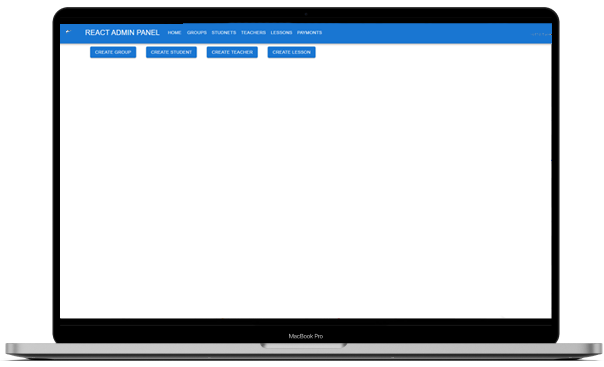 REACT ADMIN PANEL HOME GROUPS STUDNETS TEACHERS LESSONS PAYMONTS
CREATE GROUP CREATE STUDENT CREATE TEACHER CREATE LESSON
MacBook Pro